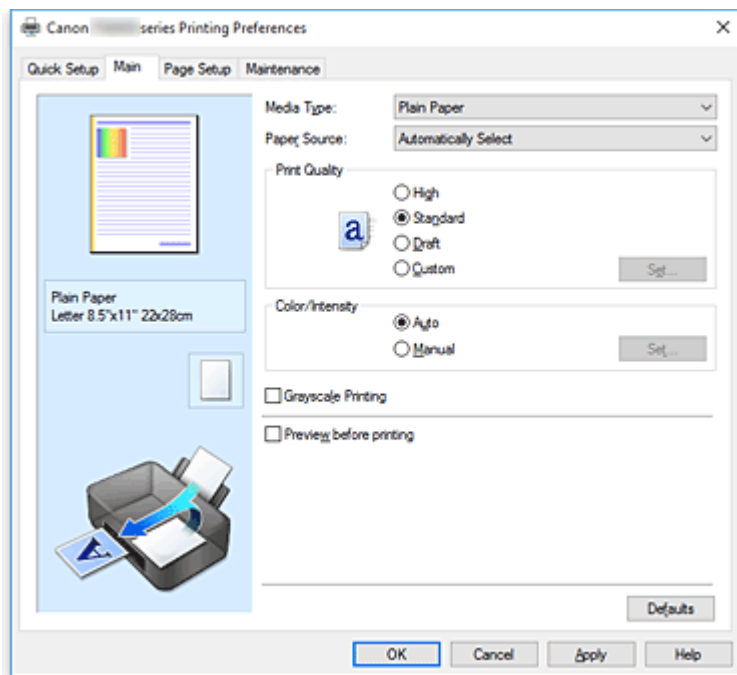 Canon series Printing Preferences
Quick Setup Main Page Setup Maintenance
Media Type: Plain Paper
Paper Source: Automatically Select
Print Quality
High
Standard
Draft
Custom Set...
a
Plain Paper
Letter 8.5"x11" 22x28cm
Color/Intensity
Auto
Manual Set...
Grayscale Printing
Preview before printing
A
Defaults
OK Cancel Apply Help